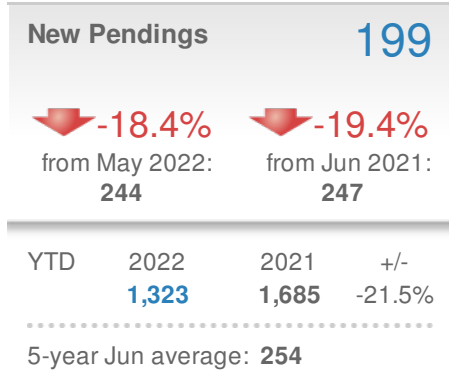 New Pendings 199
-18.4% -19.4%
from May 2022: from Jun 2021:
244 247
YTD 2022 2021 +/-
1,323 1,685 -21.5%
5-year Jun average: 254